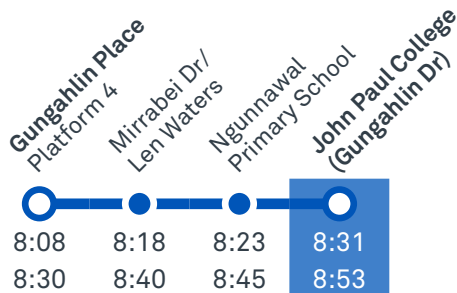 Gungahlin Place
Platform 4
Mirrabei Dr/
Len Waters
Ngunnawal
Primary School
John Paul College
(Gungahlin Dr)
8:08 8:18 8:23 8:31
8:30 8:40 8:45 8:53